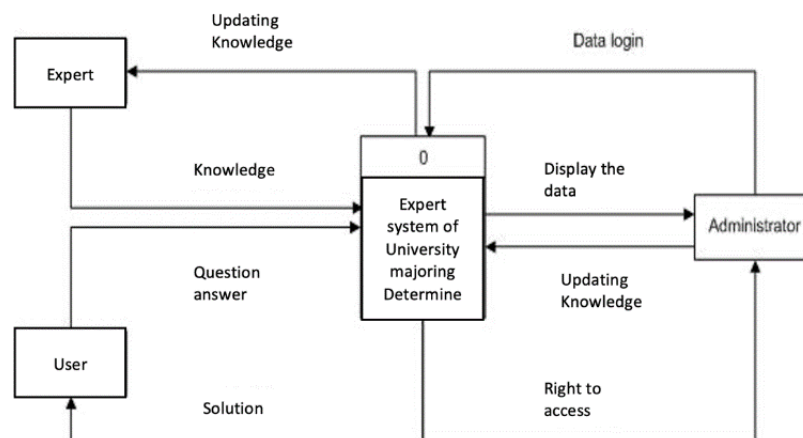 Updating
Knowledge
Data login
Expert
0
Knowledge
Display the
data
Expert
system of
University
majoring
Determine
Administrator
Question
answer
Updating
Knowledge
User
Solution
Right to
access